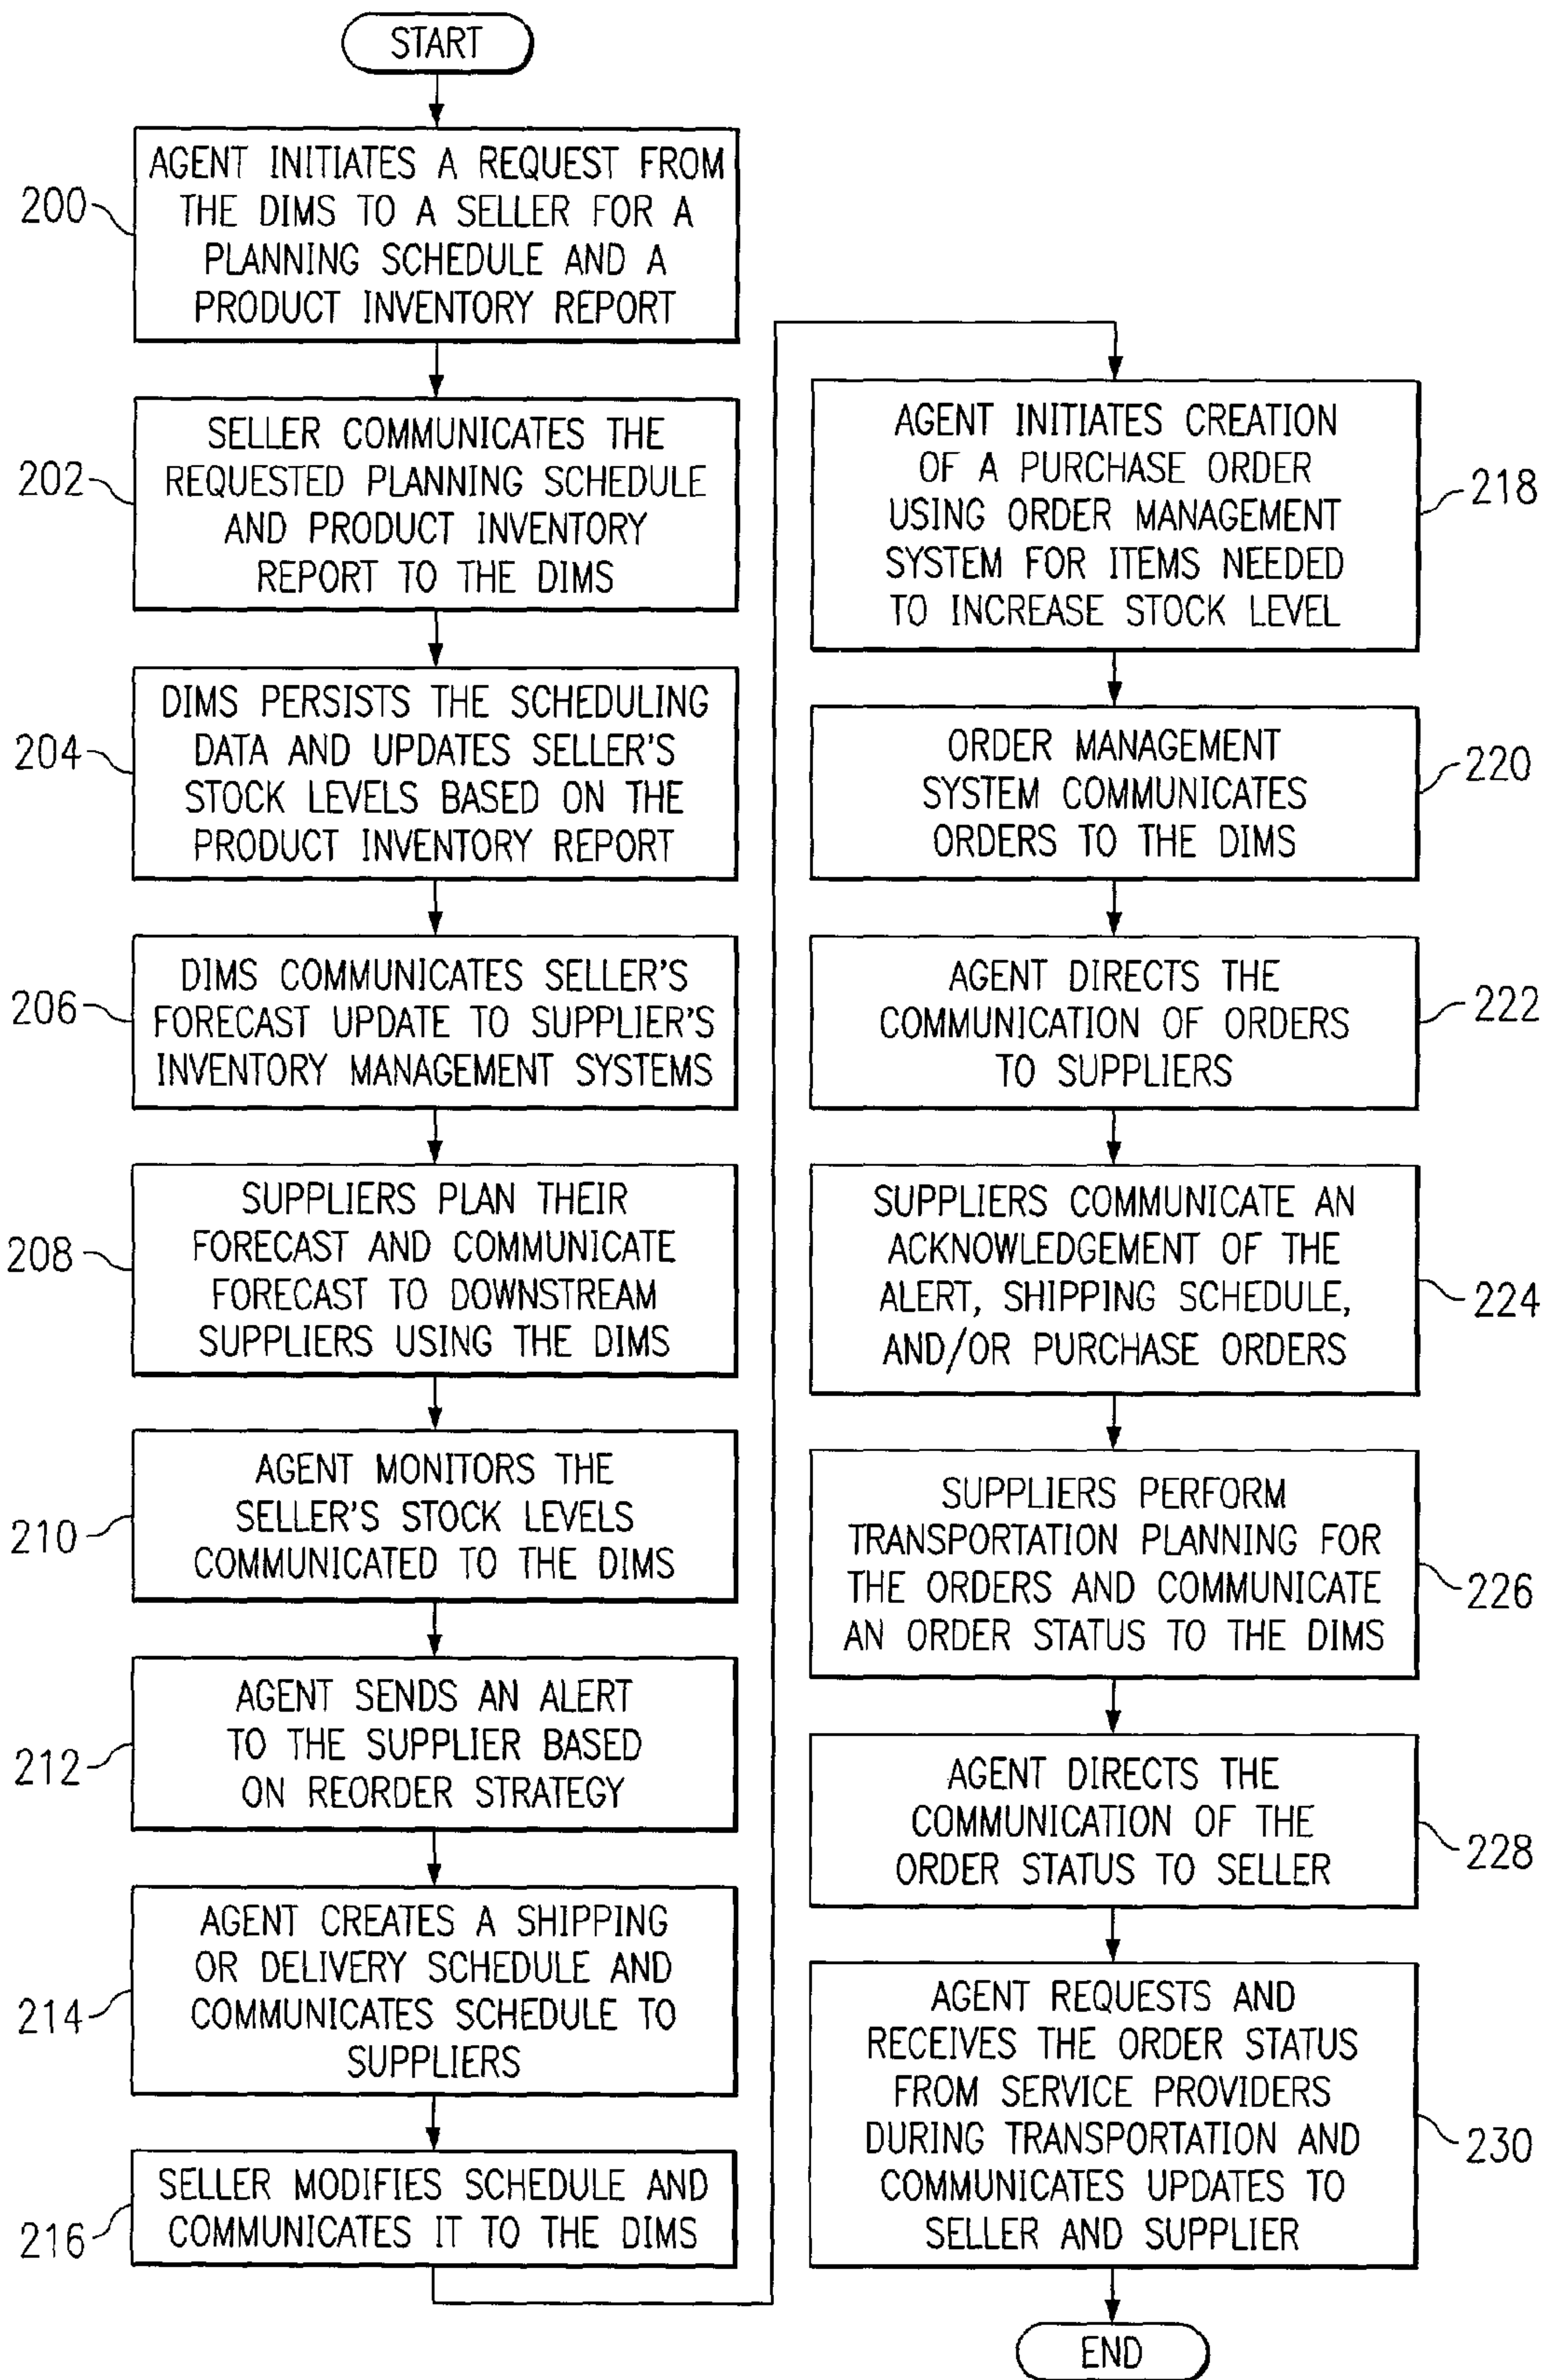 START
200
AGENT INITIATES A REQUEST FROM
THE DIMS TO A SELLER FOR A
PLANNING SCHEDULE AND A
PRODUCT INVENTORY REPORT
202
SELLER COMMUNICATES THE
REQUESTED PLANNING SCHEDULE
AND PRODUCT INVENTORY
REPORT TO THE DIMS
204
DIMS PERSISTS THE SCHEDULING
DATA AND UPDATES SELLER'S
STOCK LEVELS BASED ON THE
PRODUCT INVENTORY REPORT
206
DIMS COMMUNICATES SELLER'S
FORECAST UPDATE TO SUPPLIER'S
INVENTORY MANAGEMENT SYSTEMS
208
SUPPLIERS PLAN THEIR
FORECAST AND COMMUNICATE
FORECAST TO DOWNSTREAM
SUPPLIERS USING THE DIMS
210
AGENT MONITORS THE
SELLER'S STOCK LEVELS
COMMUNICATED TO THE DIMS
212
AGENT SENDS AN ALERT
TO THE SUPPLIER BASED
ON REORDER STRATEGY
214
AGENT CREATES A SHIPPING
OR DELIVERY SCHEDULE AND
COMMUNICATES SCHEDULE TO
SUPPLIERS
216
SELLER MODIFIES SCHEDULE AND
COMMUNICATES IT TO THE DIMS
AGENT INITIATES CREATION
OF A PURCHASE ORDER
USING ORDER MANAGEMENT
SYSTEM FOR ITEMS NEEDED
TO INCREASE STOCK LEVEL
218
ORDER MANAGEMENT
SYSTEM COMMUNICATES
ORDERS TO THE DIMS
220
AGENT DIRECTS THE
COMMUNICATION OF ORDERS
TO SUPPLIERS
222
SUPPLIERS COMMUNICATE AN
ACKNOWLEDGEMENT OF THE
ALERT, SHIPPING SCHEDULE,
AND/OR PURCHASE ORDERS
224
SUPPLIERS PERFORM
TRANSPORTATION PLANNING FOR
THE ORDERS AND COMMUNICATE
AN ORDER STATUS TO THE DIMS
226
AGENT DIRECTS THE
COMMUNICATION OF THE
ORDER STATUS TO SELLER
228
AGENT REQUESTS AND
RECEIVES THE ORDER STATUS
FROM SERVICE PROVIDERS
DURING TRANSPORTATION AND
COMMUNICATES UPDATES TO
SELLER AND SUPPLIER
230
END